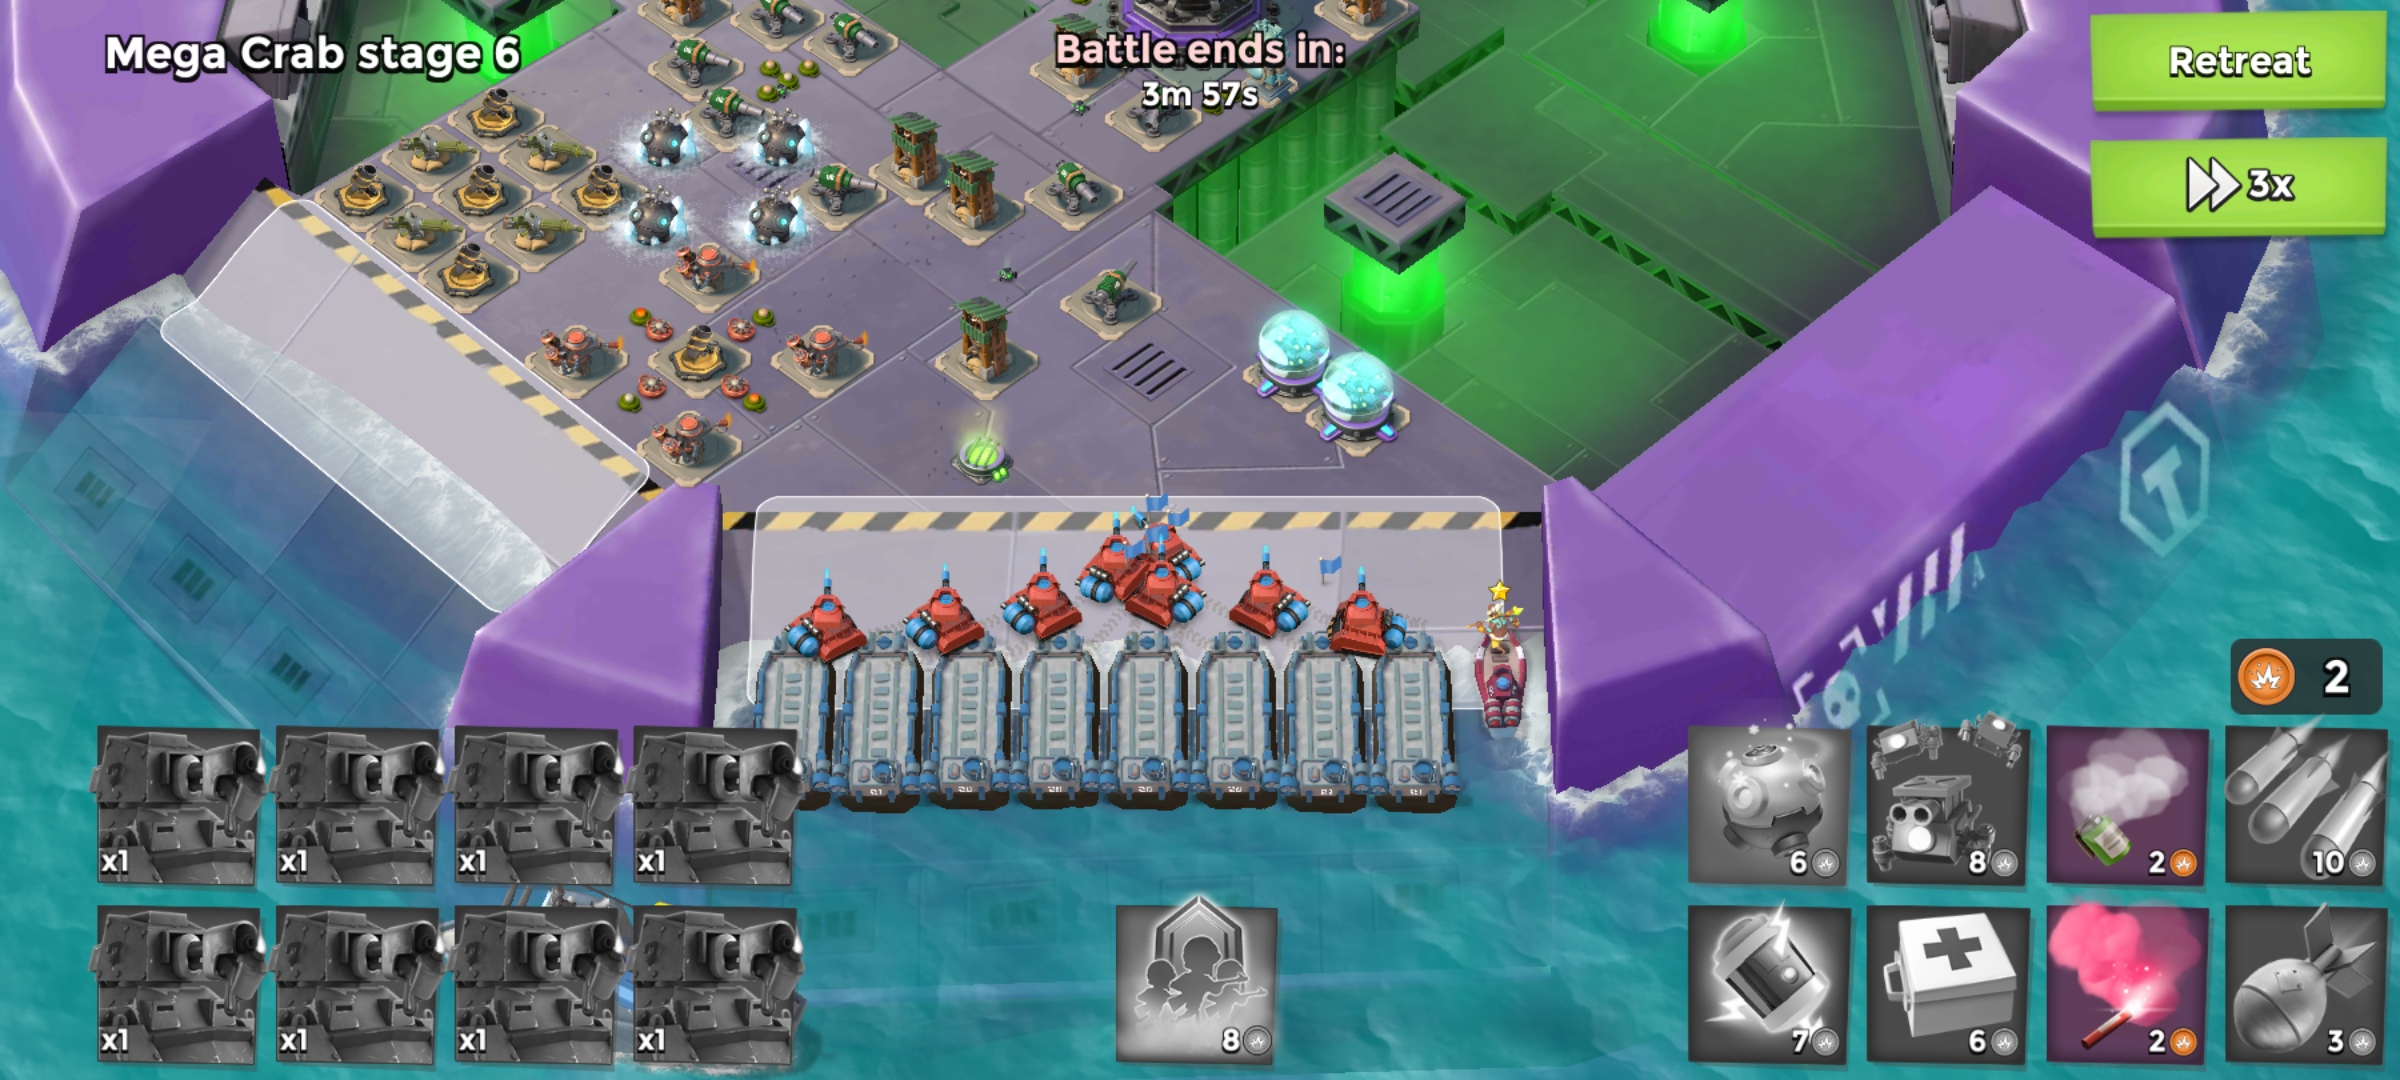 Mega Crab stage 6
Battle ends in:
3m 57s
Retreat
3x
2
x1
x1
x1
x1
6
8
2
10
x1
x1
x1
x1
8
7
6
2
3